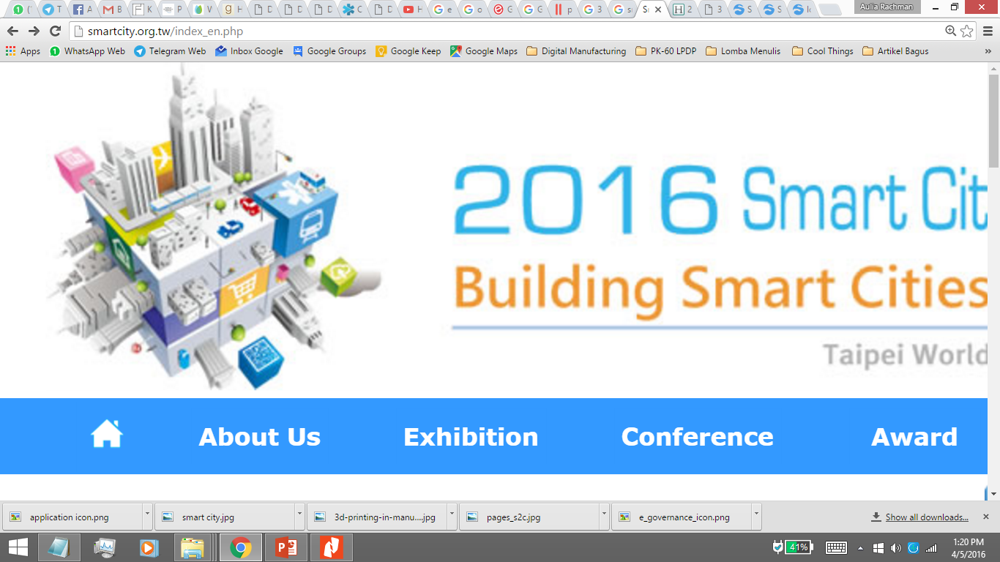 Aulia Rachman
smartcity.org.tw/index_en.php
Apps WhatsApp Web Telegram Web Inbox Google Google Groups Google Keep Google Maps Digital Manufacturing PK-60 LPDP Lomba Menulis Cool Things Artikel Bagus »
2016 Smart Cit
Building Smart Cities
Taipei World
About Us Exhibition Conference Award
application icon.png smart city.jpg 3d-printing-in-manu....jpg pages_s2c.jpg e_governance_icon.png Show all downloads...
41% 1:20 PM
4/5/2016